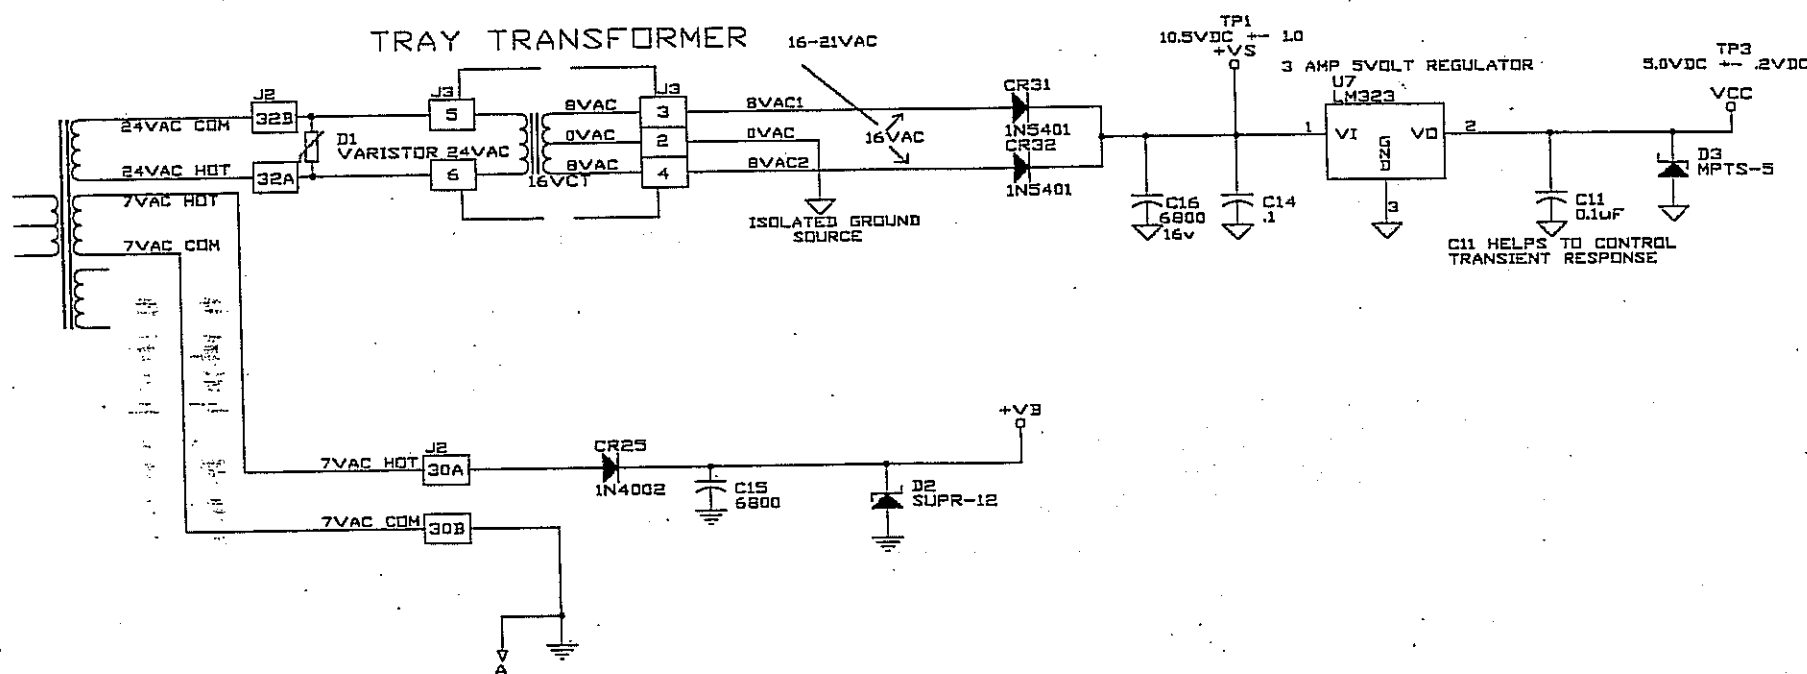 TRAY TRANSFORMER
16-21VAC
TP1
10.5VDC +- 1.0
+VS
3 AMP 5VOLT REGULATOR
U7
LM323
TP3
5.0VDC +- .2VDC
VCC
J2
32B
24VAC COM
D1
VARISTOR 24VAC
24VAC HOT
32A
J3
5
6
16VCT
8VAC
0VAC
8VAC
J3
3
2
4
8VAC1
0VAC
16VAC
8VAC2
ISOLATED GROUND
SOURCE
CR31
1N5401
CR32
1N5401
C16
6800
16v
C14
.1
1
VI
GND
VO
2
3
C11
0.1uF
C11 HELPS TO CONTROL
TRANSIENT RESPONSE
D3
MPTS-5
7VAC HOT
7VAC COM
7VAC HOT
J2
30A
CR25
1N4002
C15
6800
D2
SUPR-12
+VB
7VAC COM
30B
A